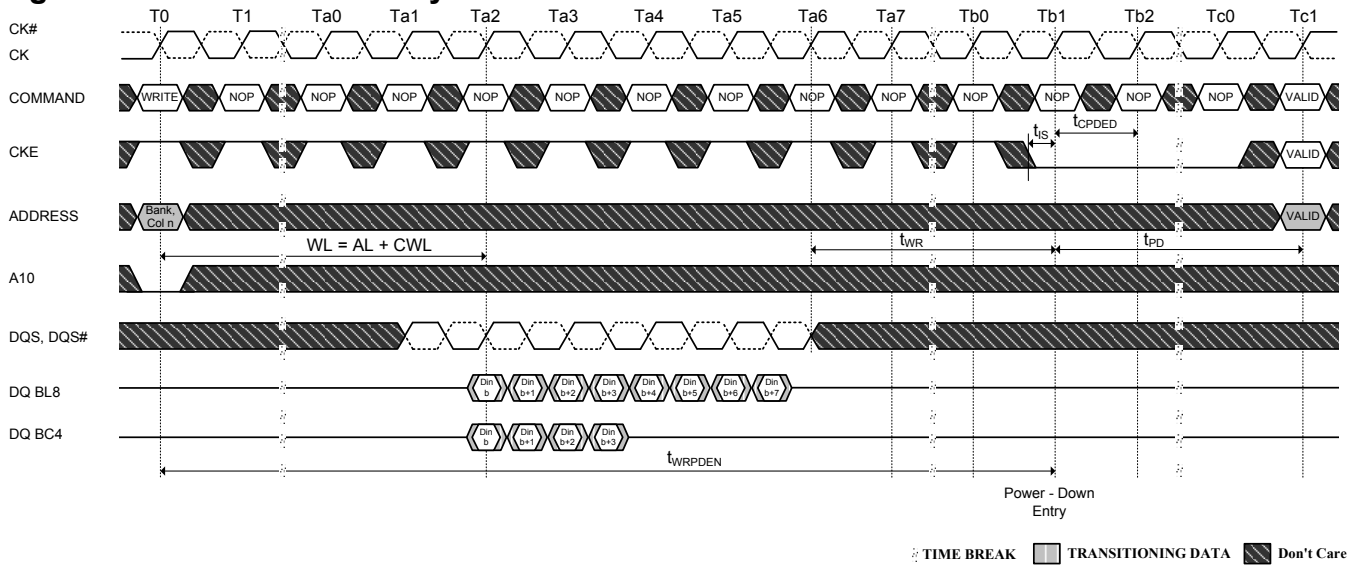 T0 T1 Ta0 Ta1 Ta2 Ta3 Ta4 Ta5 Ta6 Ta7 Tb0 Tb1 Tb2 Tc0 Tc1
CK#
CK
COMMAND WRITE NOP NOP NOP NOP NOP NOP NOP NOP NOP NOP NOP NOP NOP VALID
tIS tCPDED
CKE VALID
ADDRESS Bank, Col n VALID
WL = AL + CWL tWR tPD
A10
DQS, DQS#
DQ BL8 Din b Din b+1 Din b+2 Din b+3 Din b+4 Din b+5 Din b+6 Din b+7
DQ BC4 Din b Din b+1 Din b+2 Din b+3
tWRPDEN
Power - Down
Entry
TIME BREAK TRANSITIONING DATA Don't Care